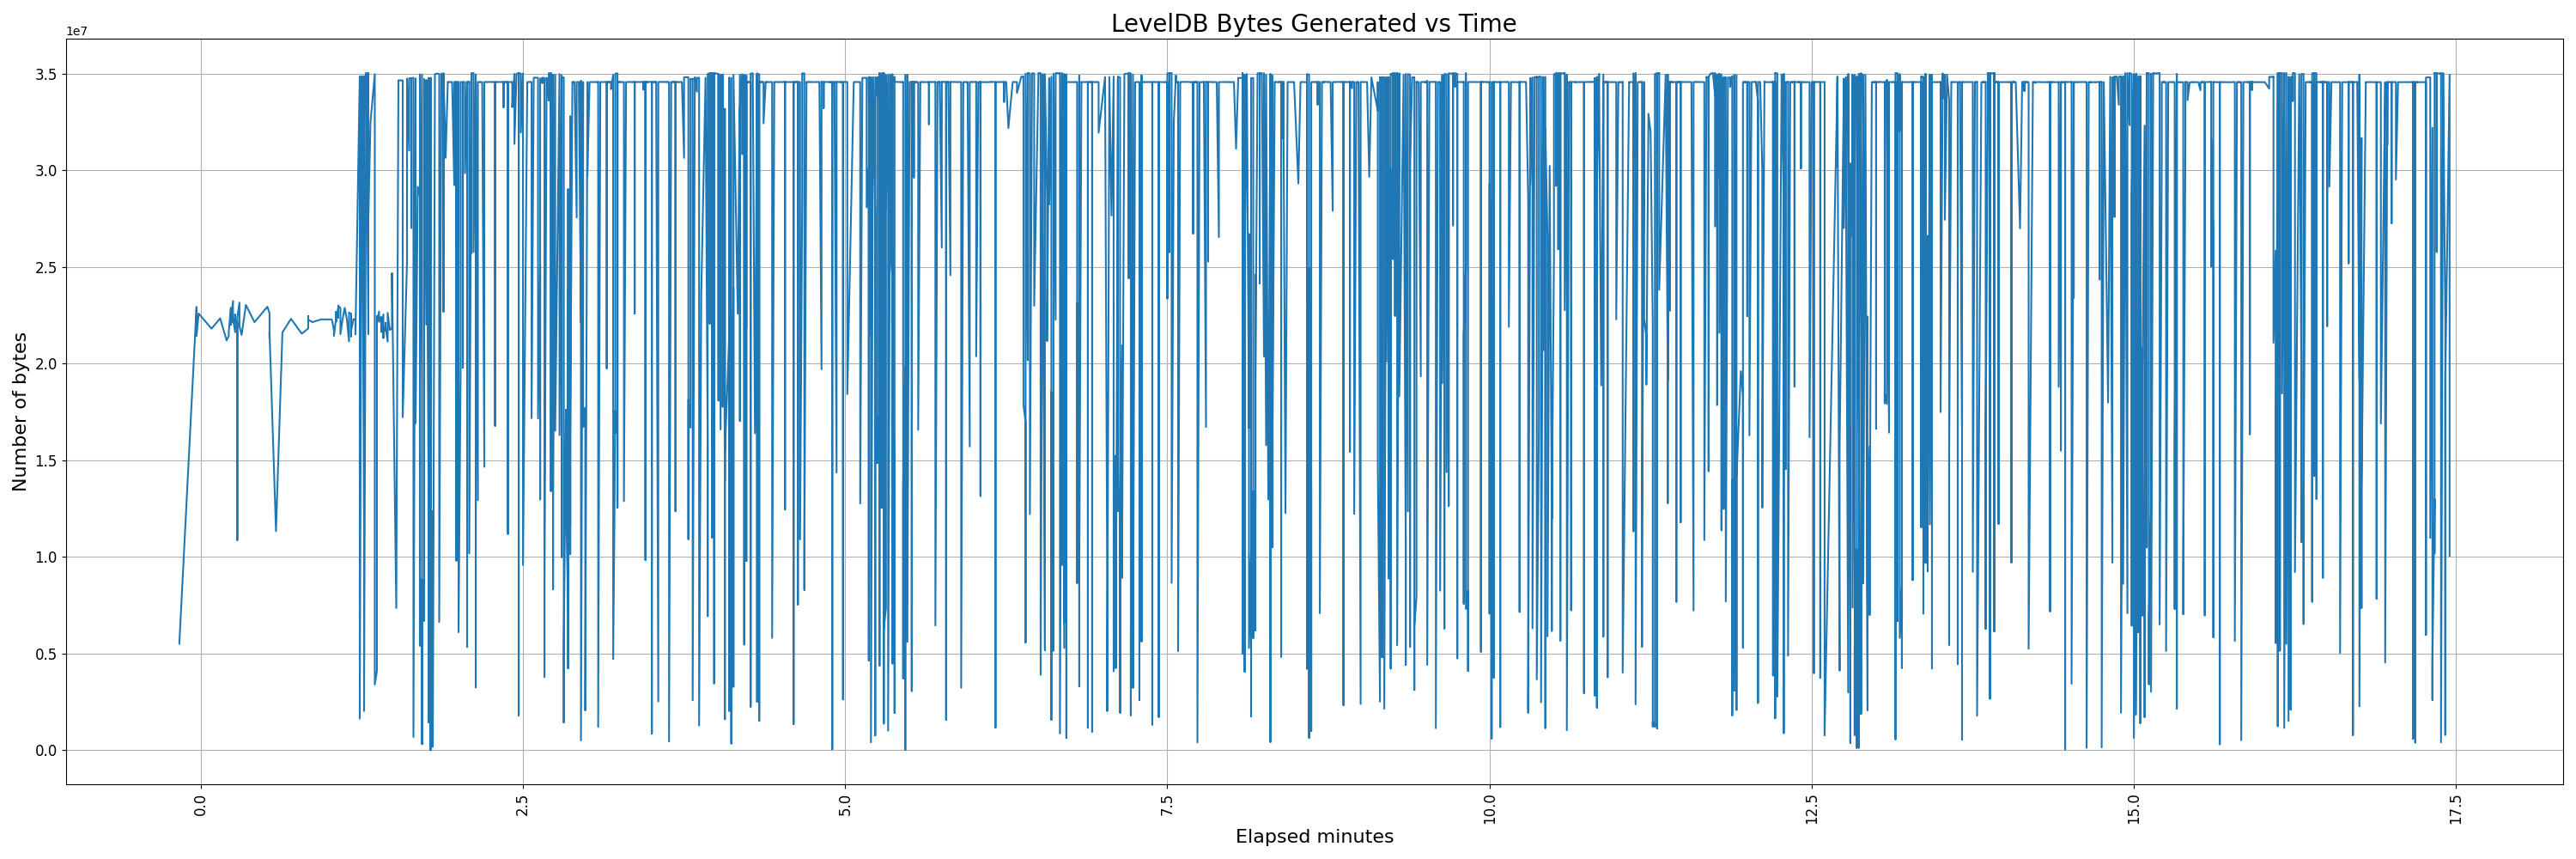 LevelDB Bytes Generated vs Time
1e7
3.5
3.0
2.5
2.0
1.5
1.0
0.5
0.0
Number of bytes
0.0 2.5 5.0 7.5 10.0 12.5 15.0 17.5
Elapsed minutes